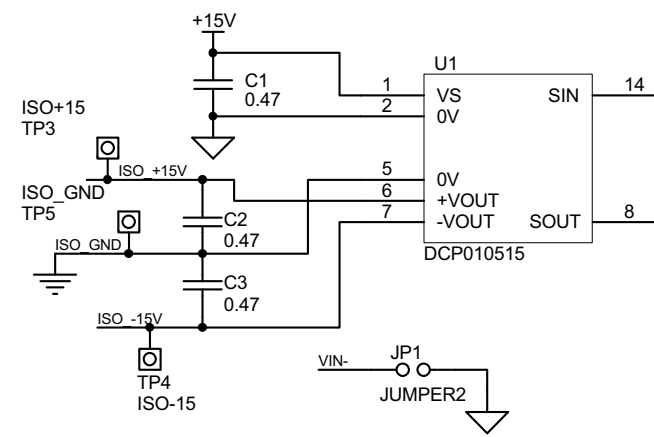 +15V
U1
C1
0.47
1
VS
SIN
14
2
0V
ISO+15
TP3
ISO_+15V
5
0V
ISO_GND
TP5
6
+VOUT
7
-VOUT
SOUT
8
C2
0.47
ISO_GND
DCP010515
C3
0.47
ISO_-15V
TP4
ISO-15
VIN-
JP1
JUMPER2